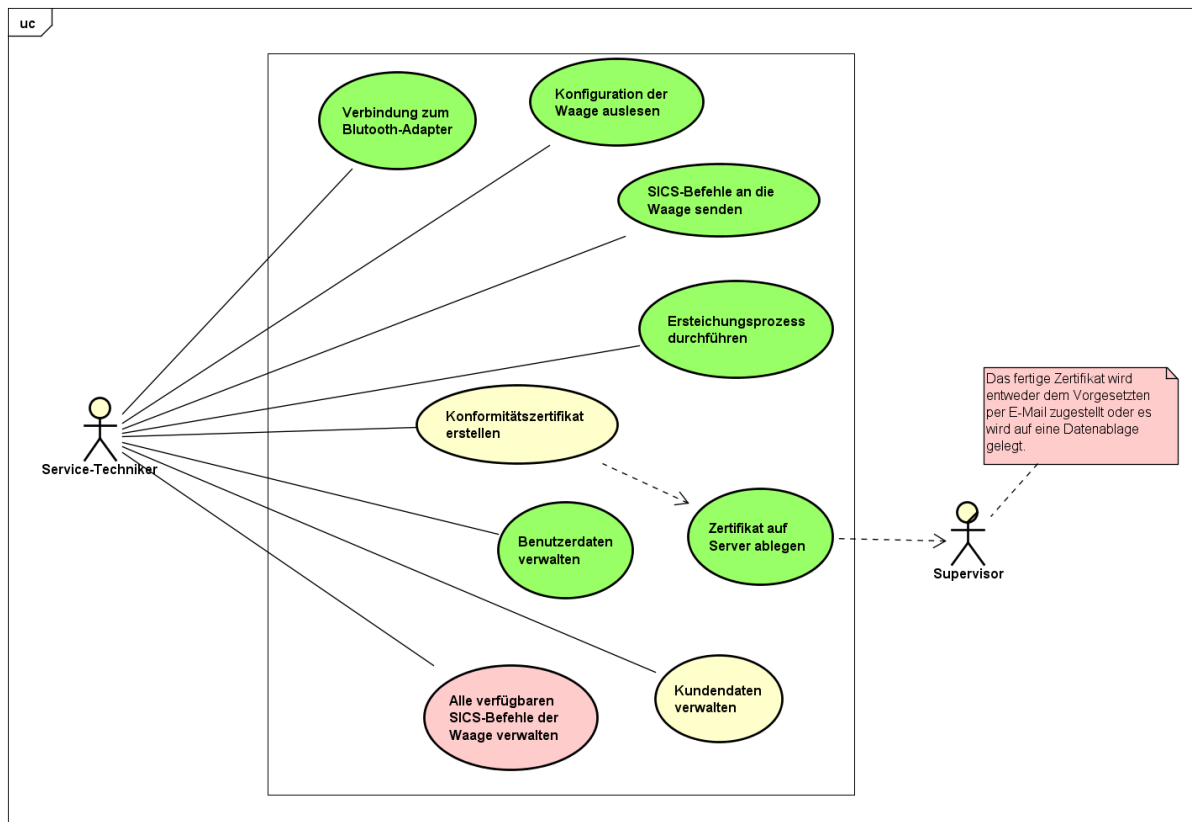 uc
Verbindung zum
Blutooth-Adapter
Konfiguration der
Waage auslesen
SICS-Befehle an die
Waage senden
Ersteichungsprozess
durchführen
Das fertige Zertifikat wird
entweder dem Vorgesetzten
per E-Mail zugestellt oder es
wird auf eine Datenablage
gelegt.
Konformitätszertifikat
erstellen
Service-Techniker
Zertifikat auf
Server ablegen
Benutzerdaten
verwalten
Supervisor
Alle verfügbaren
SICS-Befehle der
Waage verwalten
Kundendaten
verwalten